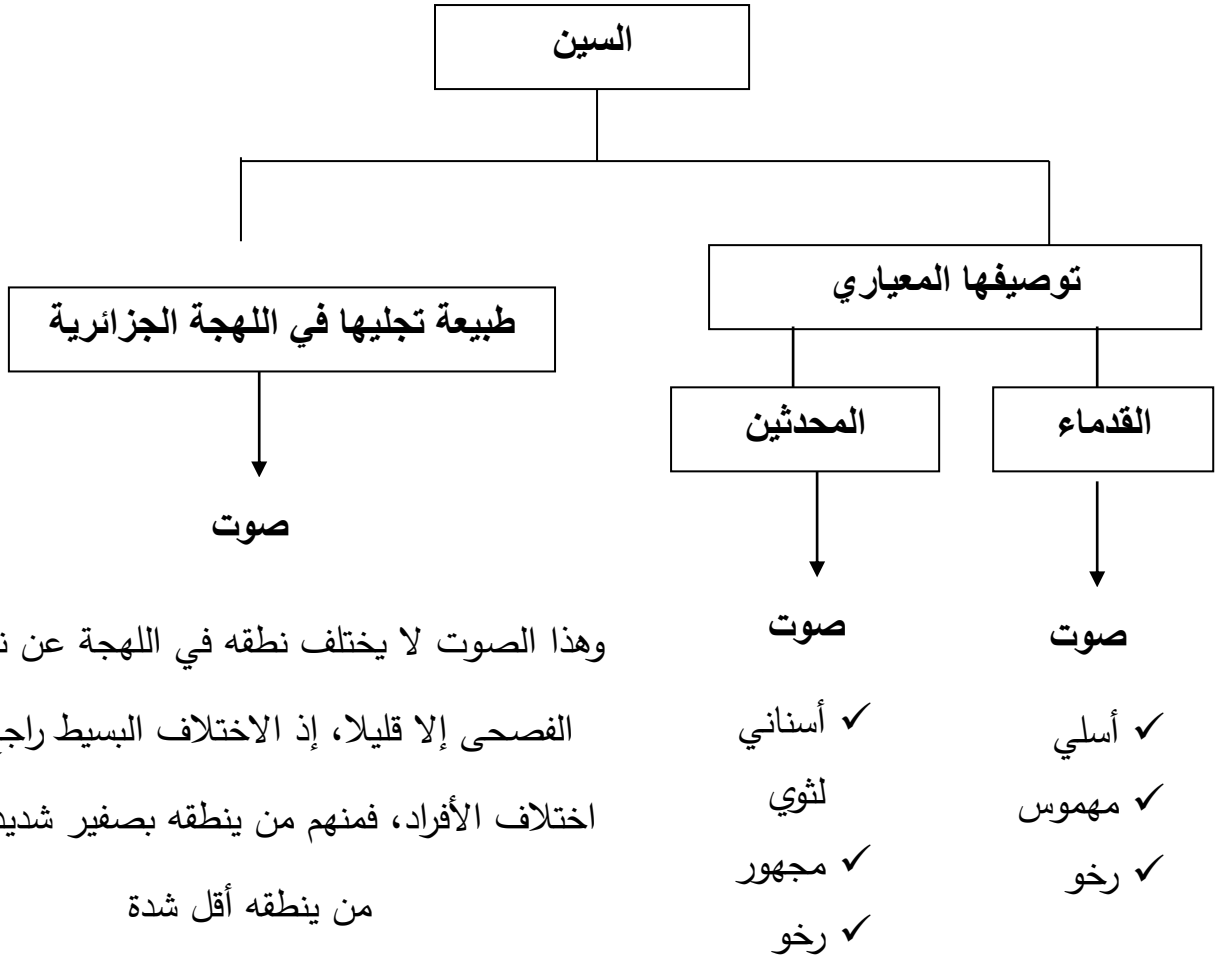 السين
توصيفها المعياري
طبيعة تجليها في اللهجة الجزائرية
القدماء
المحدثين
صوت
✓ أسلي
✓ مهموس
✓ رخو
صوت
✓ أسناني
لثوي
✓ مجهور
✓ رخو
صوت
وهذا الصوت لا يختلف نطقه في اللهجة عن
الفصحى إلا قليلا، إذ الاختلاف البسيط
اختلاف الأفراد، فمنهم من ينطقه بصفير شديد
من ينطقه أقل شدة